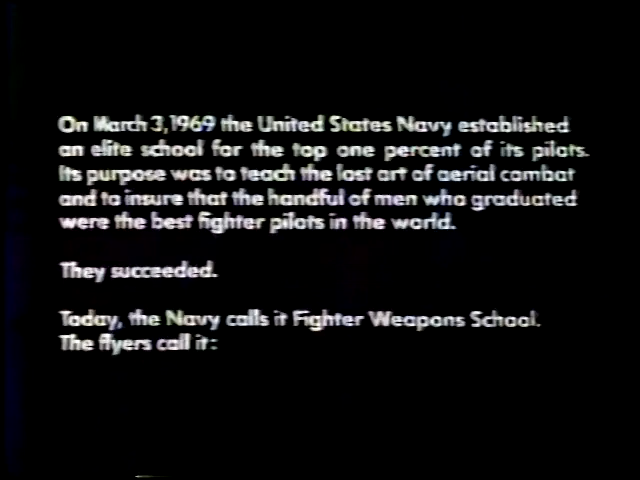 On March 3,1969 the United States Navy established
an elite school for the top one percent of its pilots.
Its purpose was to teach the lost art of aerial combat
and to insure that the handful of men who graduated
were the best fighter pilots in the world.
They succeeded.
Today, the Navy calls it Fighter Weapons School.
The flyers call it: